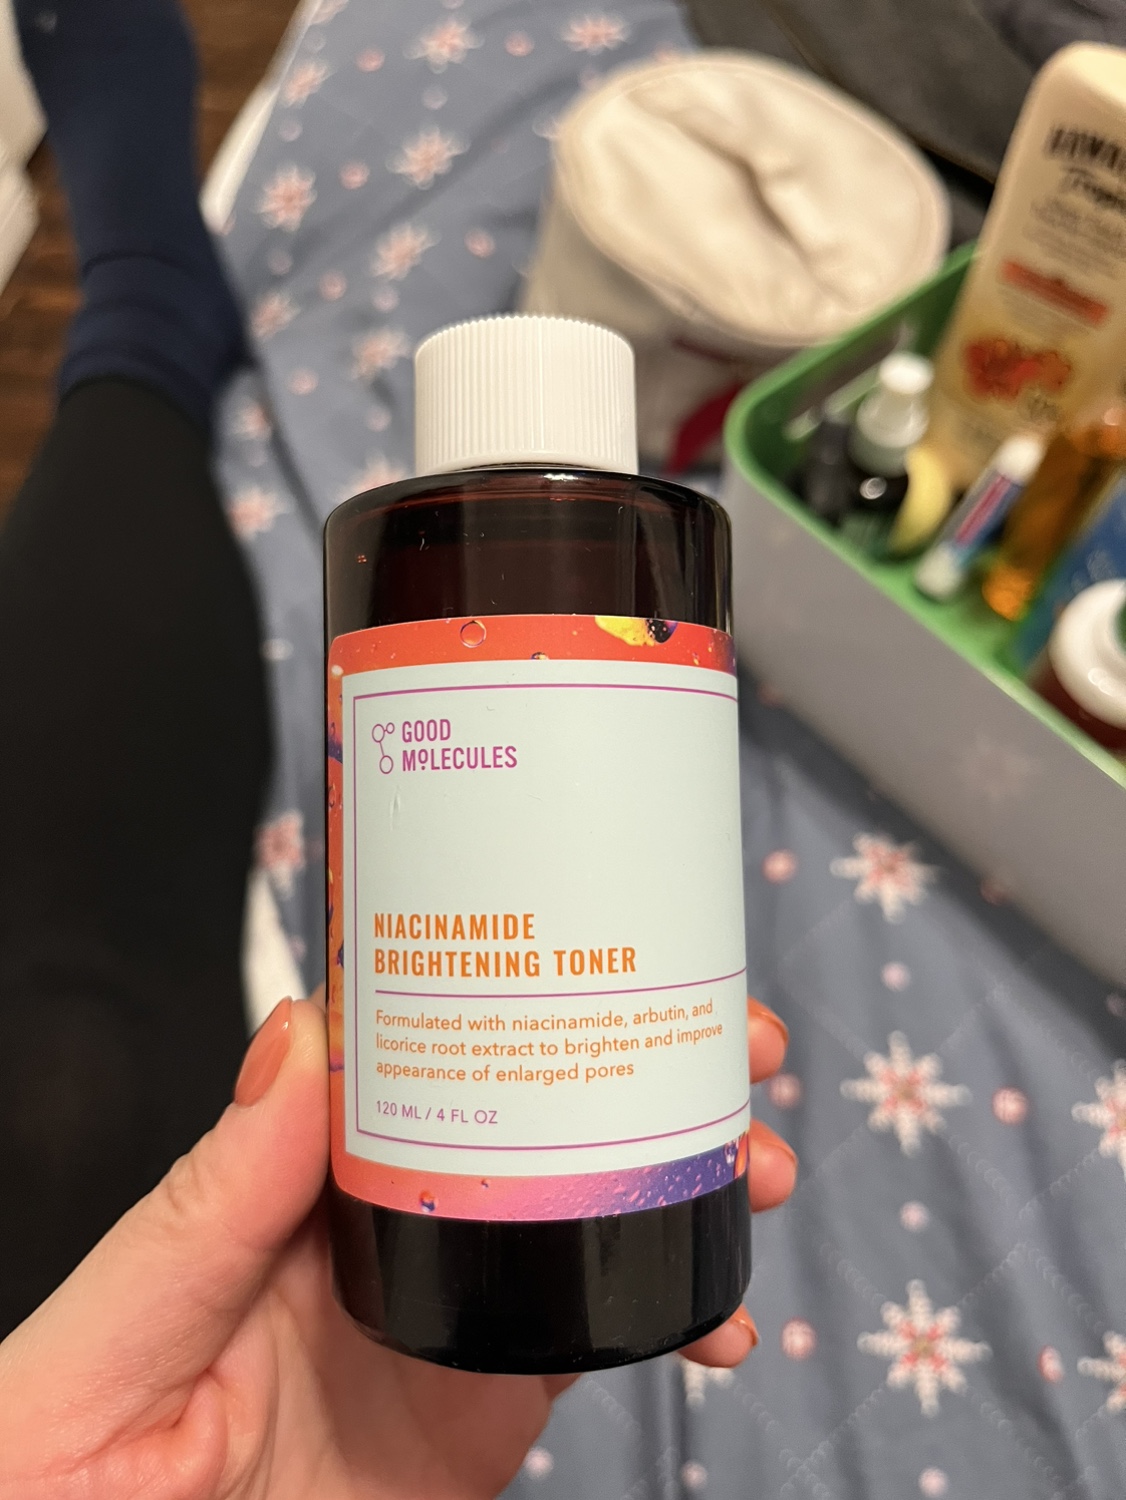 GOOD
MOLECULES
NIACINAMIDE
BRIGHTENING TONER
Formulated with niacinamide, arbutin, and
licorice root extract to brighten and improve
appearance of enlarged pores
120 ML / 4 FL OZ